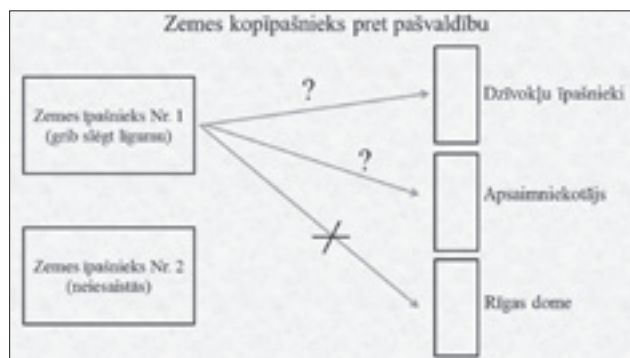 Zemes kopīpašnieks pret pašvaldību
Zemes īpašnieks Nr. 1
(grib slēgt līgumu)
Zemes īpašnieks Nr. 2
(neiesaistās)
?
?
Dzīvokļu īpašnieki
Apsaimniekotājs
Rīgas dome